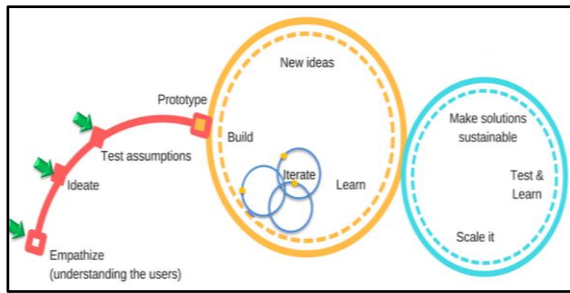 New ideas
Prototype
Build
Test assumptions
Ideate
Iterate
Learn
Empathize
(understanding the users)
Make solutions
sustainable
Test &
Learn
Scale it